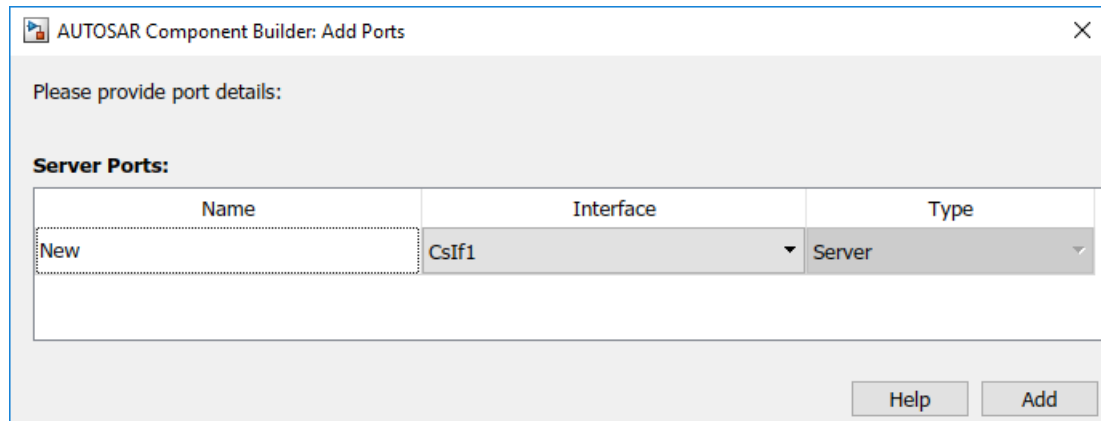 AUTOSAR Component Builder: Add Ports
Please provide port details:
Server Ports:
Name Interface Type
New CsIf1 Server
Help Add